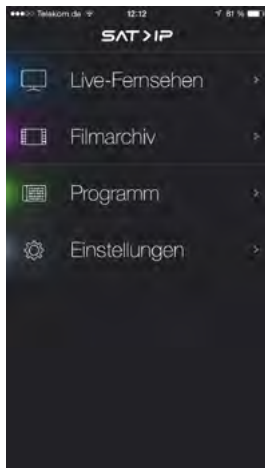 Telekom.de 12:12 81 %
SAT>IP
Live-Fernsehen
Filmarchiv
Programm
Einstellungen